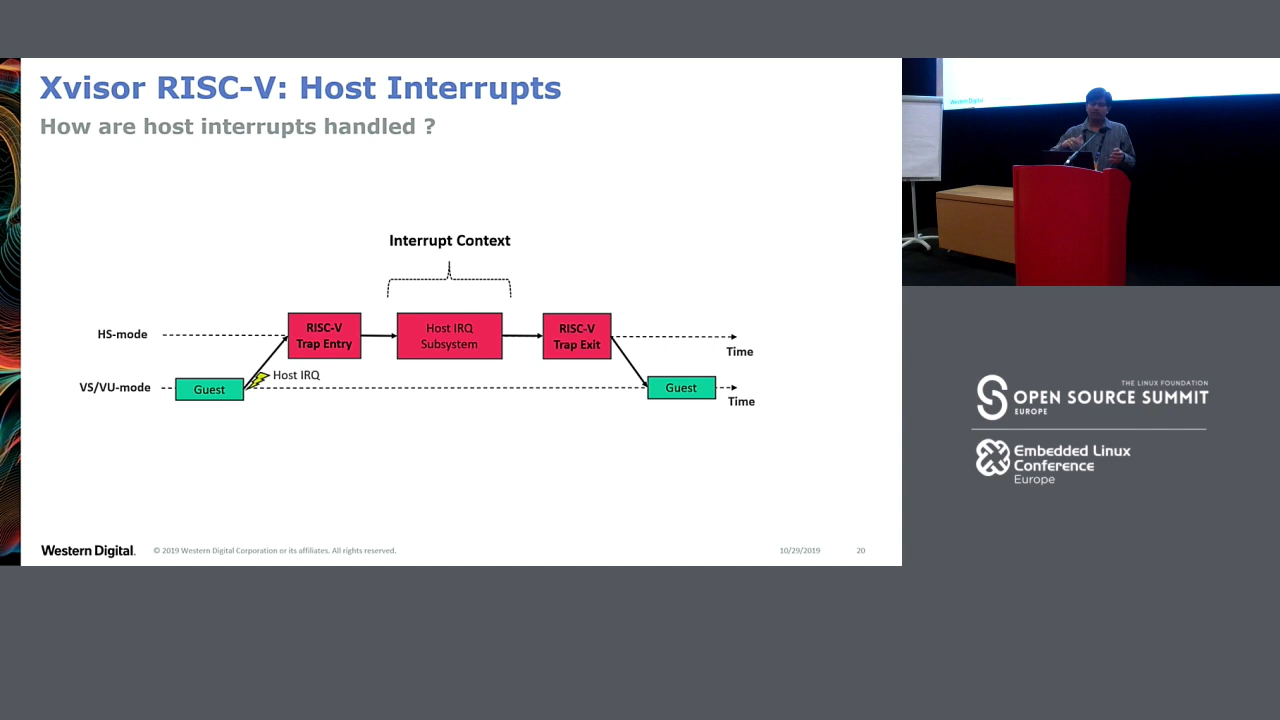 Xvisor RISC-V: Host Interrupts
How are host interrupts handled ?
Interrupt Context
HS-mode
RISC-V
Trap Entry
Host IRQ
Subsystem
RISC-V
Trap Exit
Time
VS/VU-mode
Guest
Host IRQ
Guest
Time
Western Digital.
© 2019 Western Digital Corporation or its affiliates. All rights reserved.
10/29/2019
20
Western Digital
THE LINUX FOUNDATION
OPEN SOURCE SUMMIT
EUROPE
Embedded Linux
Conference
Europe